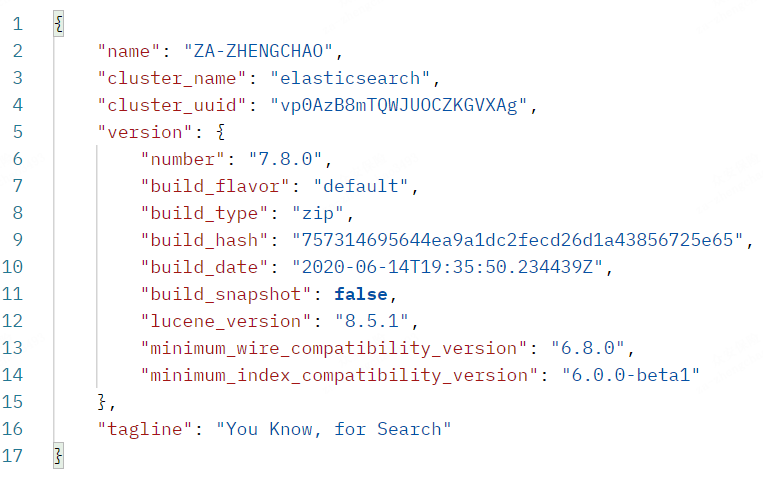 1 {
2 "name": "ZA-ZHENGCHAO",
3 "cluster_name": "elasticsearch",
4 "cluster_uuid": "vp0AzB8mTQWJUOCZKGVXAg",
5 "version": {
6 "number": "7.8.0",
7 "build_flavor": "default",
8 "build_type": "zip",
9 "build_hash": "757314695644ea9a1dc2fecd26d1a43856725e65",
10 "build_date": "2020-06-14T19:35:50.234439Z",
11 "build_snapshot": false,
12 "lucene_version": "8.5.1",
13 "minimum_wire_compatibility_version": "6.8.0",
14 "minimum_index_compatibility_version": "6.0.0-beta1"
15 },
16 "tagline": "You Know, for Search"
17 }